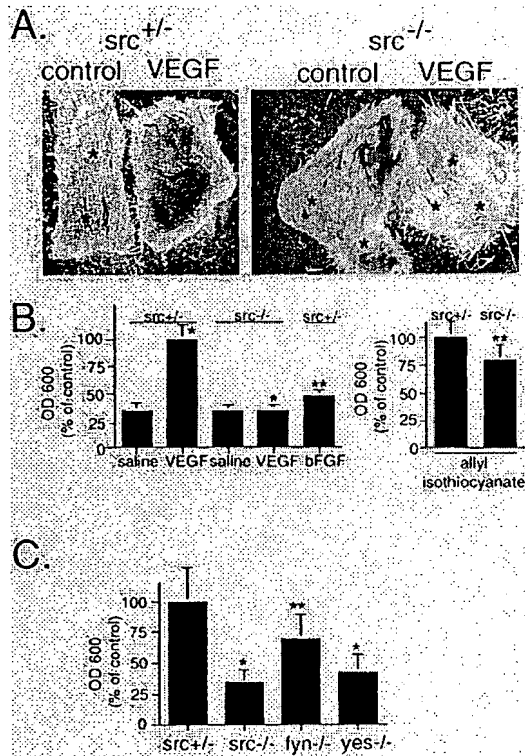 A.
src+/- src-/-
control VEGF control VEGF
* * * * * * *
B.
src+/- src-/- src+/-
OD 600
(% of control)
100
75
50
25
0
* * **
saline VEGF saline VEGF bFGF
src+/- src-/-
OD 600
(% of control)
100
75
50
25
0
**
allyl
isothiocyanate
C.
OD 600
(% of control)
100
75
50
25
0
* ** *
src+/- src-/- fyn-/- yes-/-